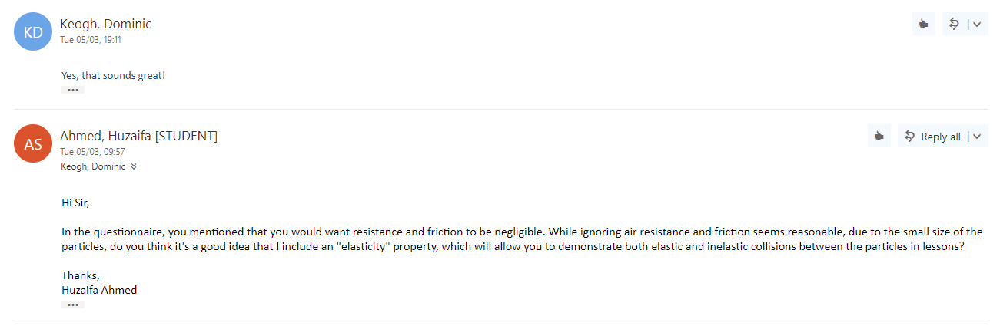 KD
Keogh, Dominic
Tue 05/03, 19:11
Yes, that sounds great!
AS
Ahmed, Huzaifa [STUDENT]
Tue 05/03, 09:57
Reply all
Keogh, Dominic
Hi Sir,
In the questionnaire, you mentioned that you would want resistance and friction to be negligible. While ignoring air resistance and friction seems reasonable, due to the small size of the
particles, do you think it's a good idea that I include an "elasticity" property, which will allow you to demonstrate both elastic and inelastic collisions between the particles in lessons?
Thanks,
Huzaifa Ahmed